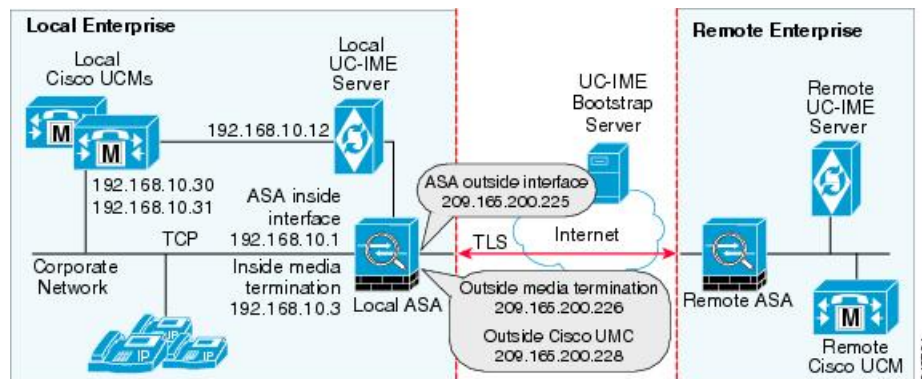 Local Enterprise
Local
Cisco UCMs
M
M
192.168.10.30
192.168.10.31
192.168.10.12
Local
UC-IME
Server
ASA inside
interface
192.168.10.1
TCP
Corporate
Network
Inside media
termination
192.168.10.3
Local ASA
IP
IP
IP
ASA outside interface
209.165.200.225
UC-IME
Bootstrap
Server
TLS
Internet
Outside media termination
209.165.200.226
Outside Cisco UMC
209.165.200.228
Remote Enterprise
Remote
UC-IME
Server
Remote ASA
M
Remote
Cisco UCM